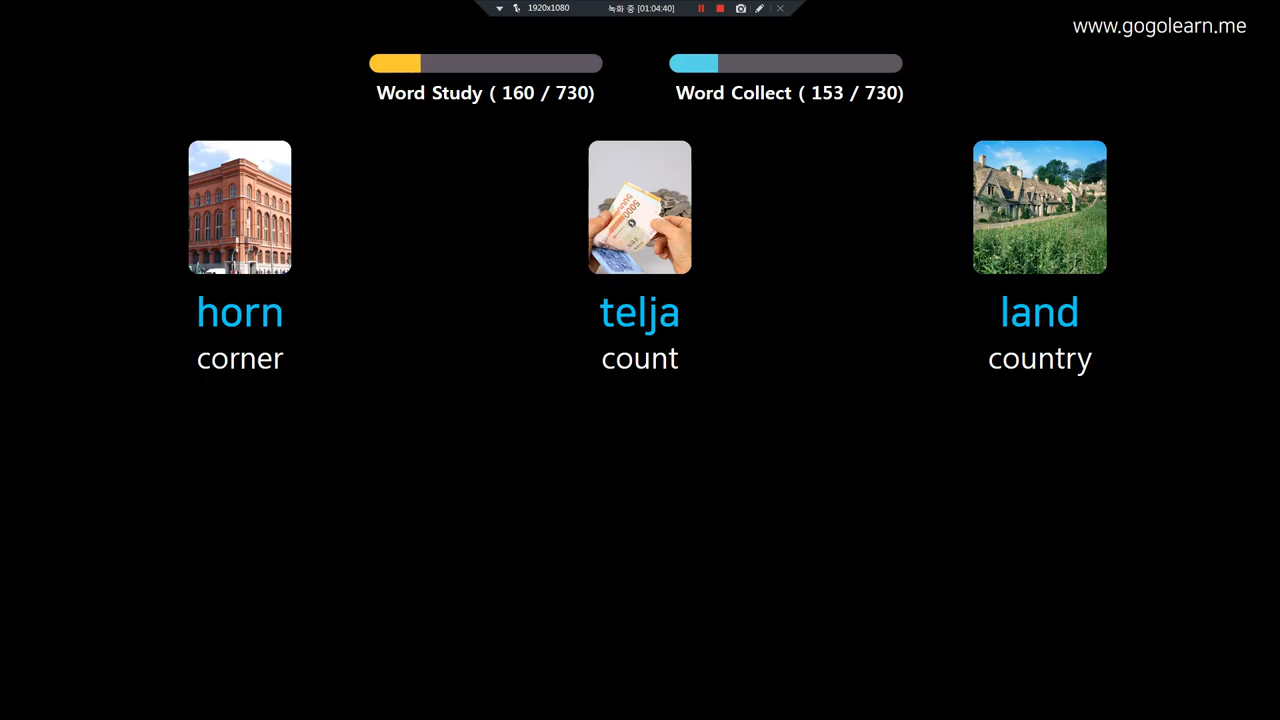 1920x1080 녹화 중 [01:04:40]
www.gogolearn.me
Word Study ( 160 / 730)
Word Collect ( 153 / 730)
horn
telja
land
corner
count
country